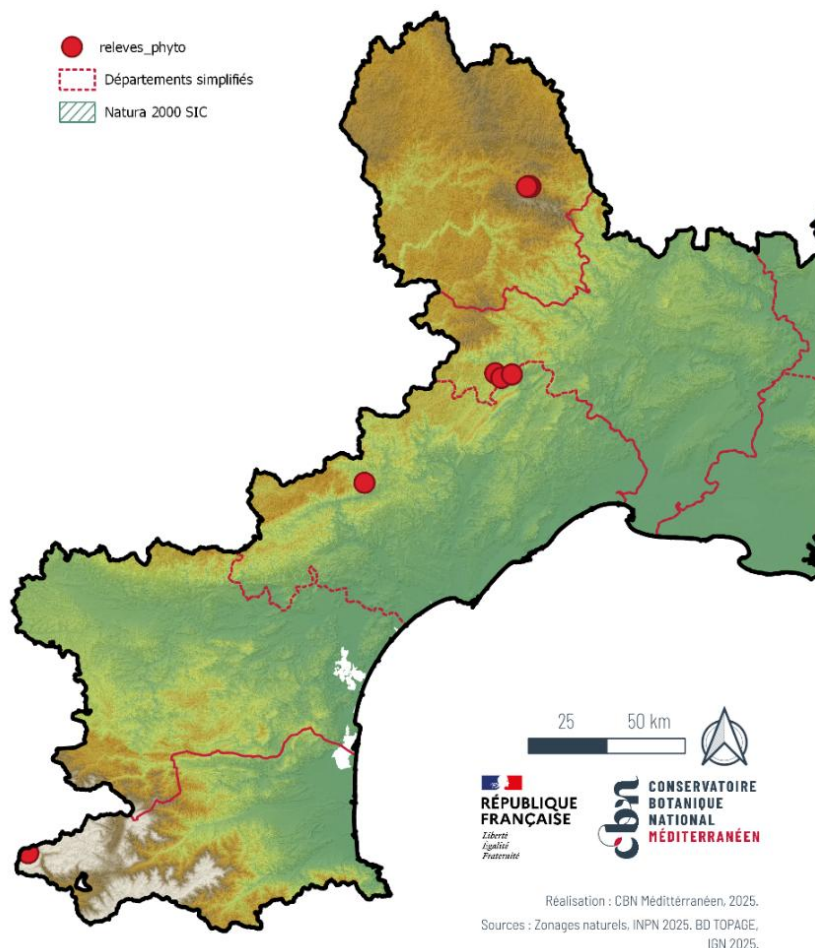 releves_phyto
Départements simplifiés
Natura 2000 SIC
25 50 km
RÉPUBLIQUE
FRANÇAISE
Liberté
Égalité
Fraternité
cbn
CONSERVATOIRE
BOTANIQUE
NATIONAL
MÉDITERRANÉEN
Réalisation : CBN Méditterranéen, 2025.
Sources : Zonages naturels, INPN 2025. BD TOPAGE,
IGN 2025.